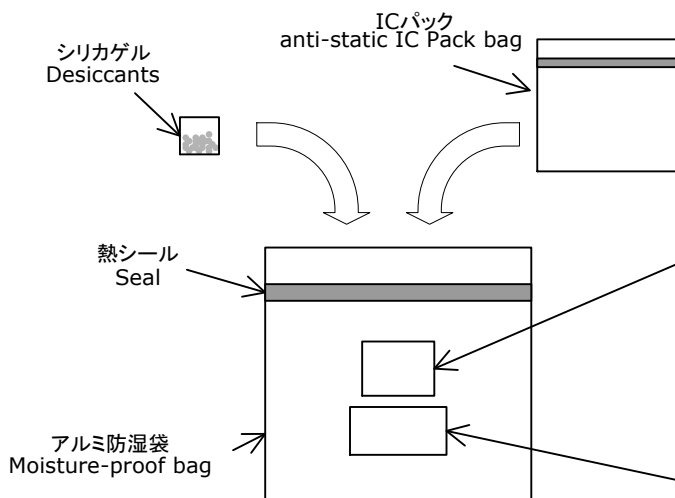 ICパック
anti-static IC Pack bag
シリカゲル
Desiccants
熱シール
Seal
アルミ防湿袋
Moisture-proof bag